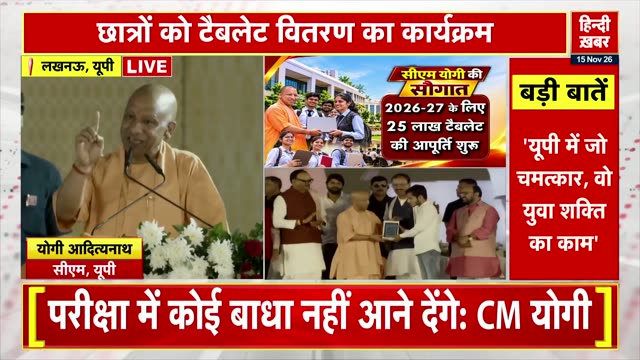 छात्रों को टैबलेट वितरण का कार्यक्रम
हिन्दी
ख़बर
15 Nov 26
लखनऊ, यूपी
LIVE
सीएम योगी की
सौगात
2026-27 के लिए
25 लाख टैबलेट
की आपूर्ति शुरू
बड़ी बातें
'यूपी में जो
चमत्कार, वो
युवा शक्ति
का काम'
योगी आदित्यनाथ
सीएम, यूपी
परीक्षा में कोई बाधा नहीं आने देंगे: CM योगी